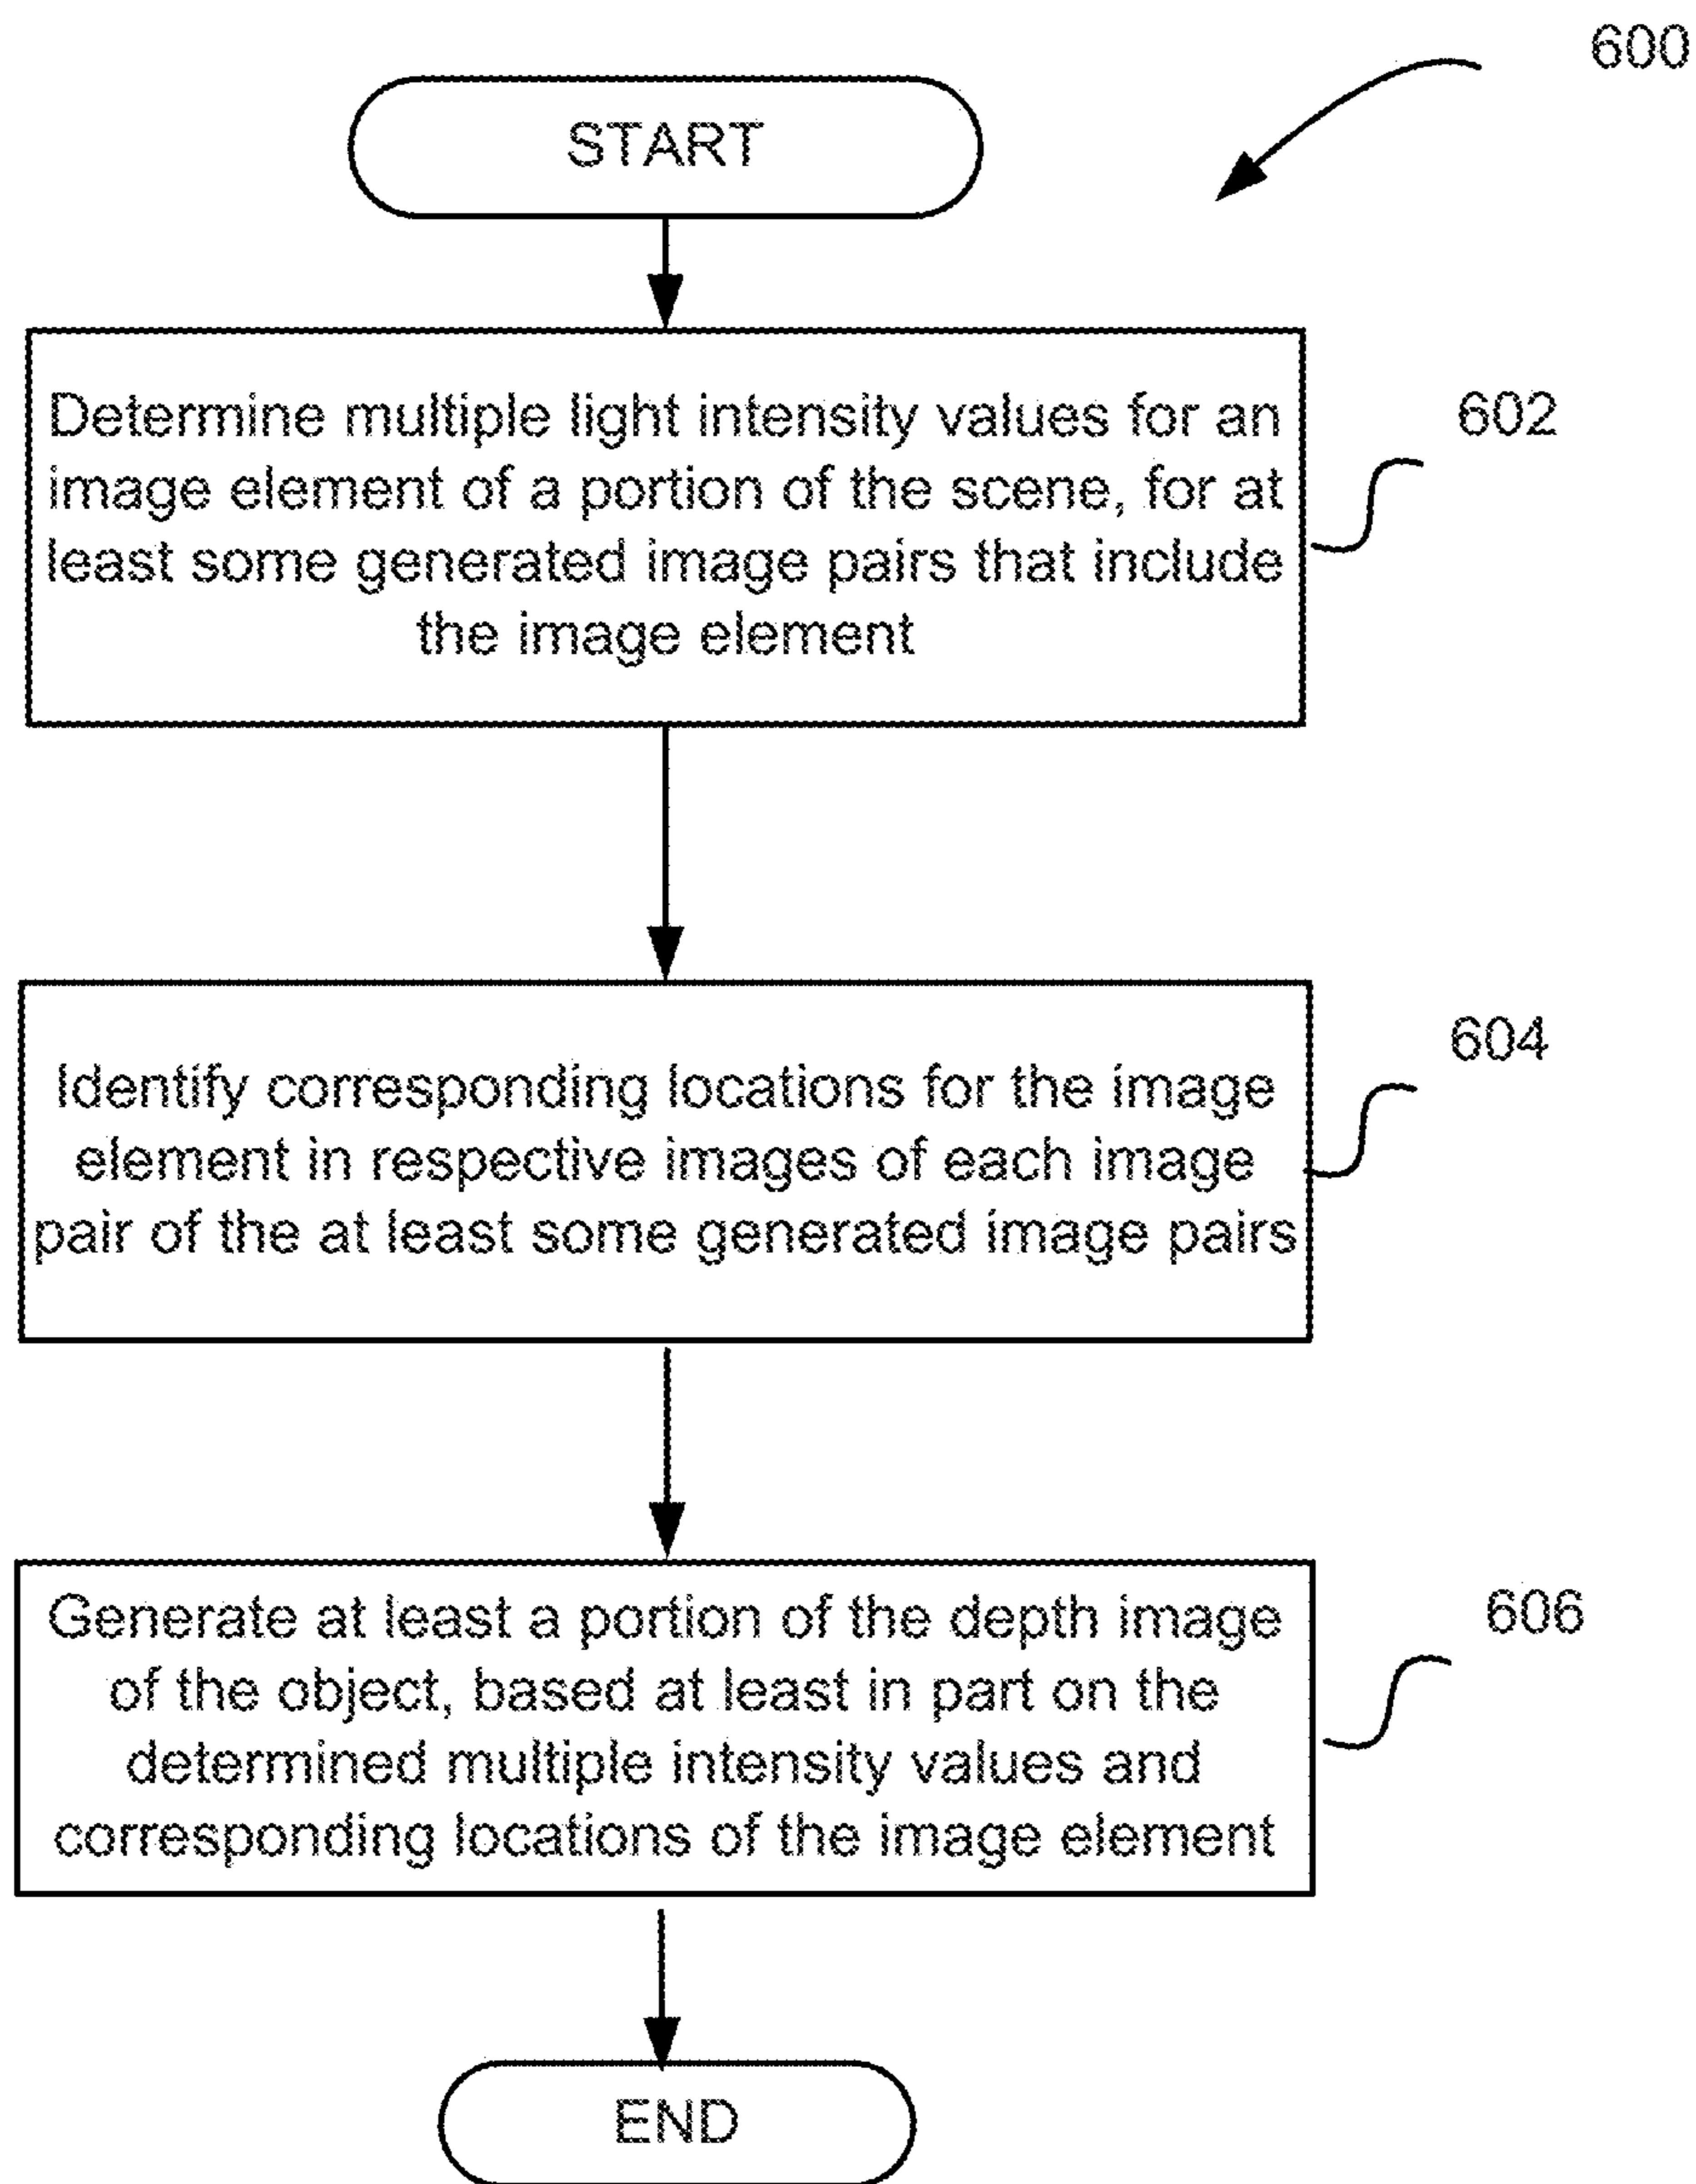 600
START
Determine multiple light intensity values for an
image element of a portion of the scene, for at
least some generated image pairs that include
the image element
602
Identify corresponding locations for the image
element in respective images of each image
pair of the at least some generated image pairs
604
Generate at least a portion of the depth image
of the object, based at least in part on the
determined multiple intensity values and
corresponding locations of the image element
606
END